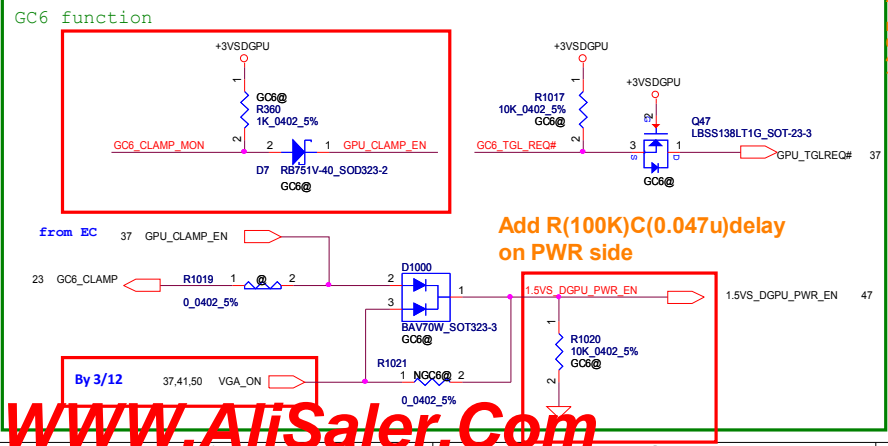 GC6 function
+3VSDGPU
1
GC6@
R360
1K_0402_5%
2
GC6_CLAMP_MON
2
1
GPU_CLAMP_EN
D7
RB751V-40_SOD323-2
GC6@
+3VSDGPU
1
R1017
10K_0402_5%
GC6@
2
GC6_TGL_REQ#
+3VSDGPU
2
G
Q47
LBSS138LT1G_SOT-23-3
3
S
1
D
GC6@
GPU_TGLREQ# 37
from EC
37 GPU_CLAMP_EN
23 GC6_CLAMP
R1019
1
@
2
0_0402_5%
D1000
2
3
1
BAV70W_SOT323-3
GC6@
Add R(100K)C(0.047u)delay
on PWR side
1.5VS_DGPU_PWR_EN
1.5VS_DGPU_PWR_EN 47
1
R1020
10K_0402_5%
GC6@
2
By 3/12
37,41,50 VGA_ON
R1021
1 NGC6@ 2
0_0402_5%
WWW.AliSaler.Com